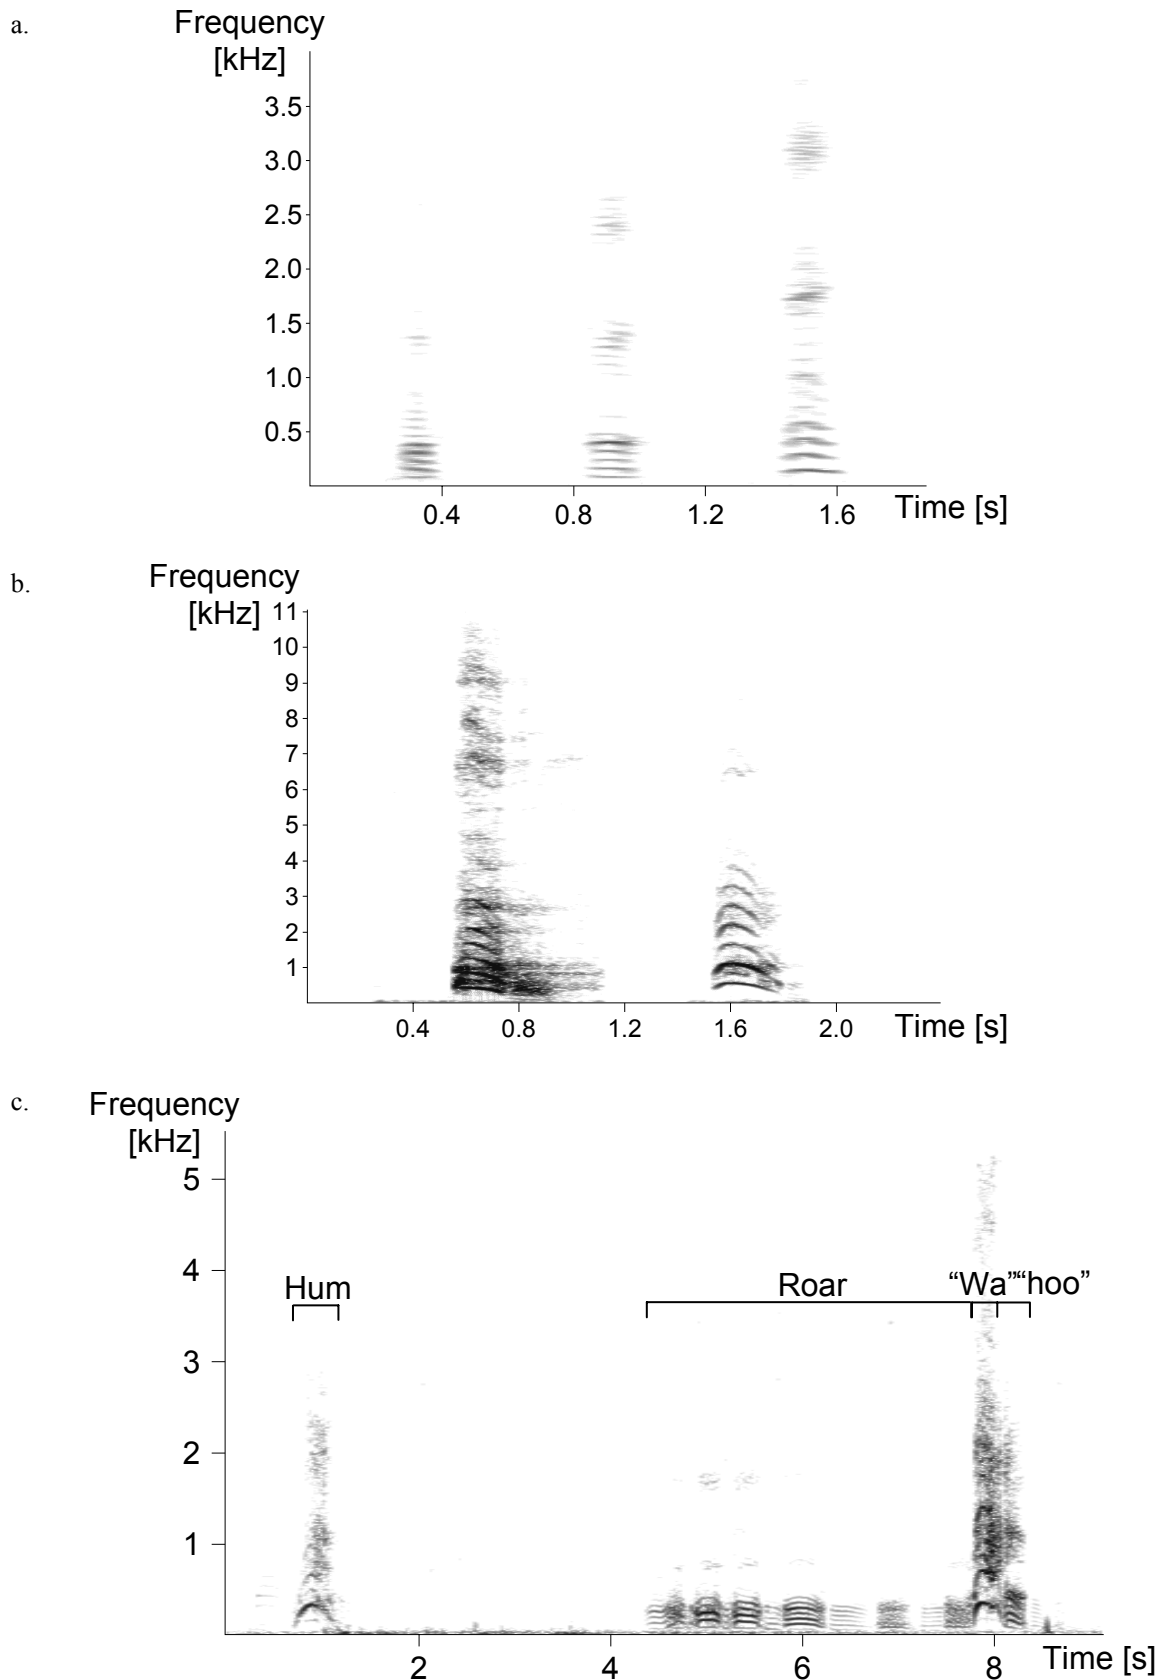 a.
Frequency
[kHz]
3.5
3.0
2.5
2.0
1.5
1.0
0.5
0.4 0.8 1.2 1.6 Time [s]
b.
Frequency
[kHz]
11
10
9
8
7
6
5
4
3
2
1
0.4 0.8 1.2 1.6 2.0 Time [s]
c.
Frequency
[kHz]
5
4
Hum Roar “Wa”“hoo”
3
2
1
2 4 6 8 Time [s]